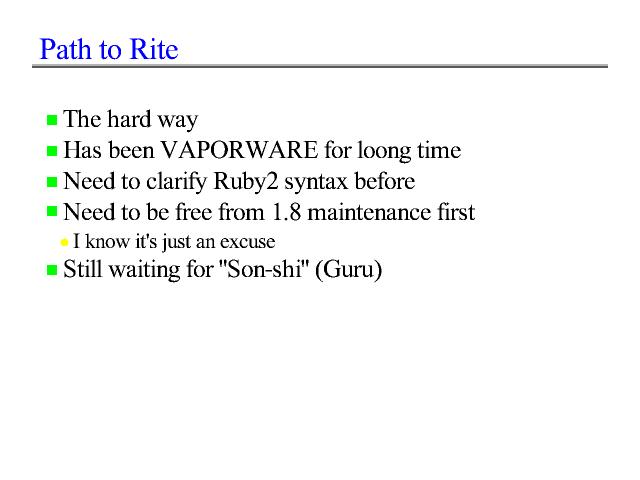 Path to Rite
The hard way
Has been VAPORWARE for loong time
Need to clarify Ruby2 syntax before
Need to be free from 1.8 maintenance first
I know it's just an excuse
Still waiting for "Son-shi" (Guru)